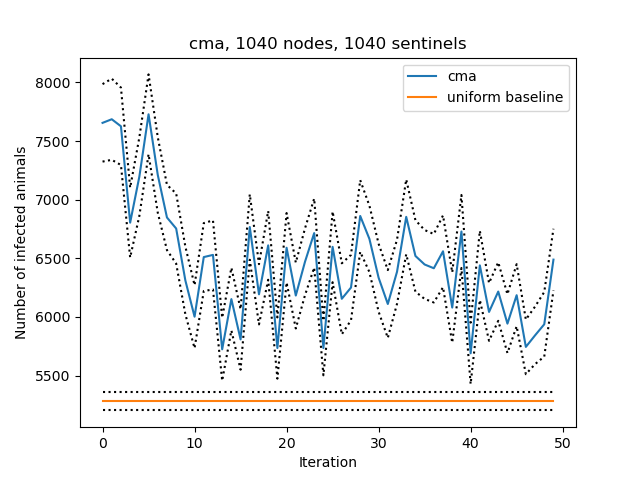 cma, 1040 nodes, 1040 sentinels
cma
uniform baseline
Number of infected animals
8000
7500
7000
6500
6000
5500
0 10 20 30 40 50
Iteration